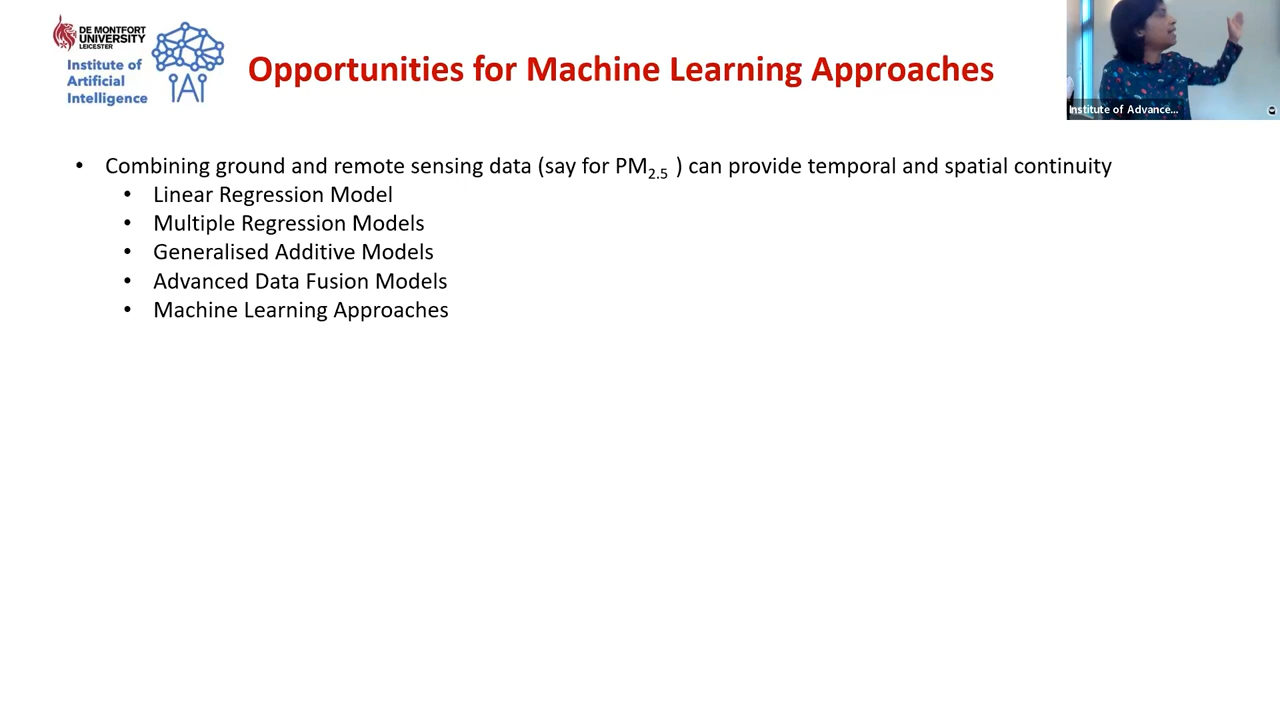 DE MONTFORT
UNIVERSITY
LEICESTER
Institute of
Artificial
Intelligence
IAI
Opportunities for Machine Learning Approaches
Institute of Advance...
• Combining ground and remote sensing data (say for PM2.5 ) can provide temporal and spatial continuity
• Linear Regression Model
• Multiple Regression Models
• Generalised Additive Models
• Advanced Data Fusion Models
• Machine Learning Approaches